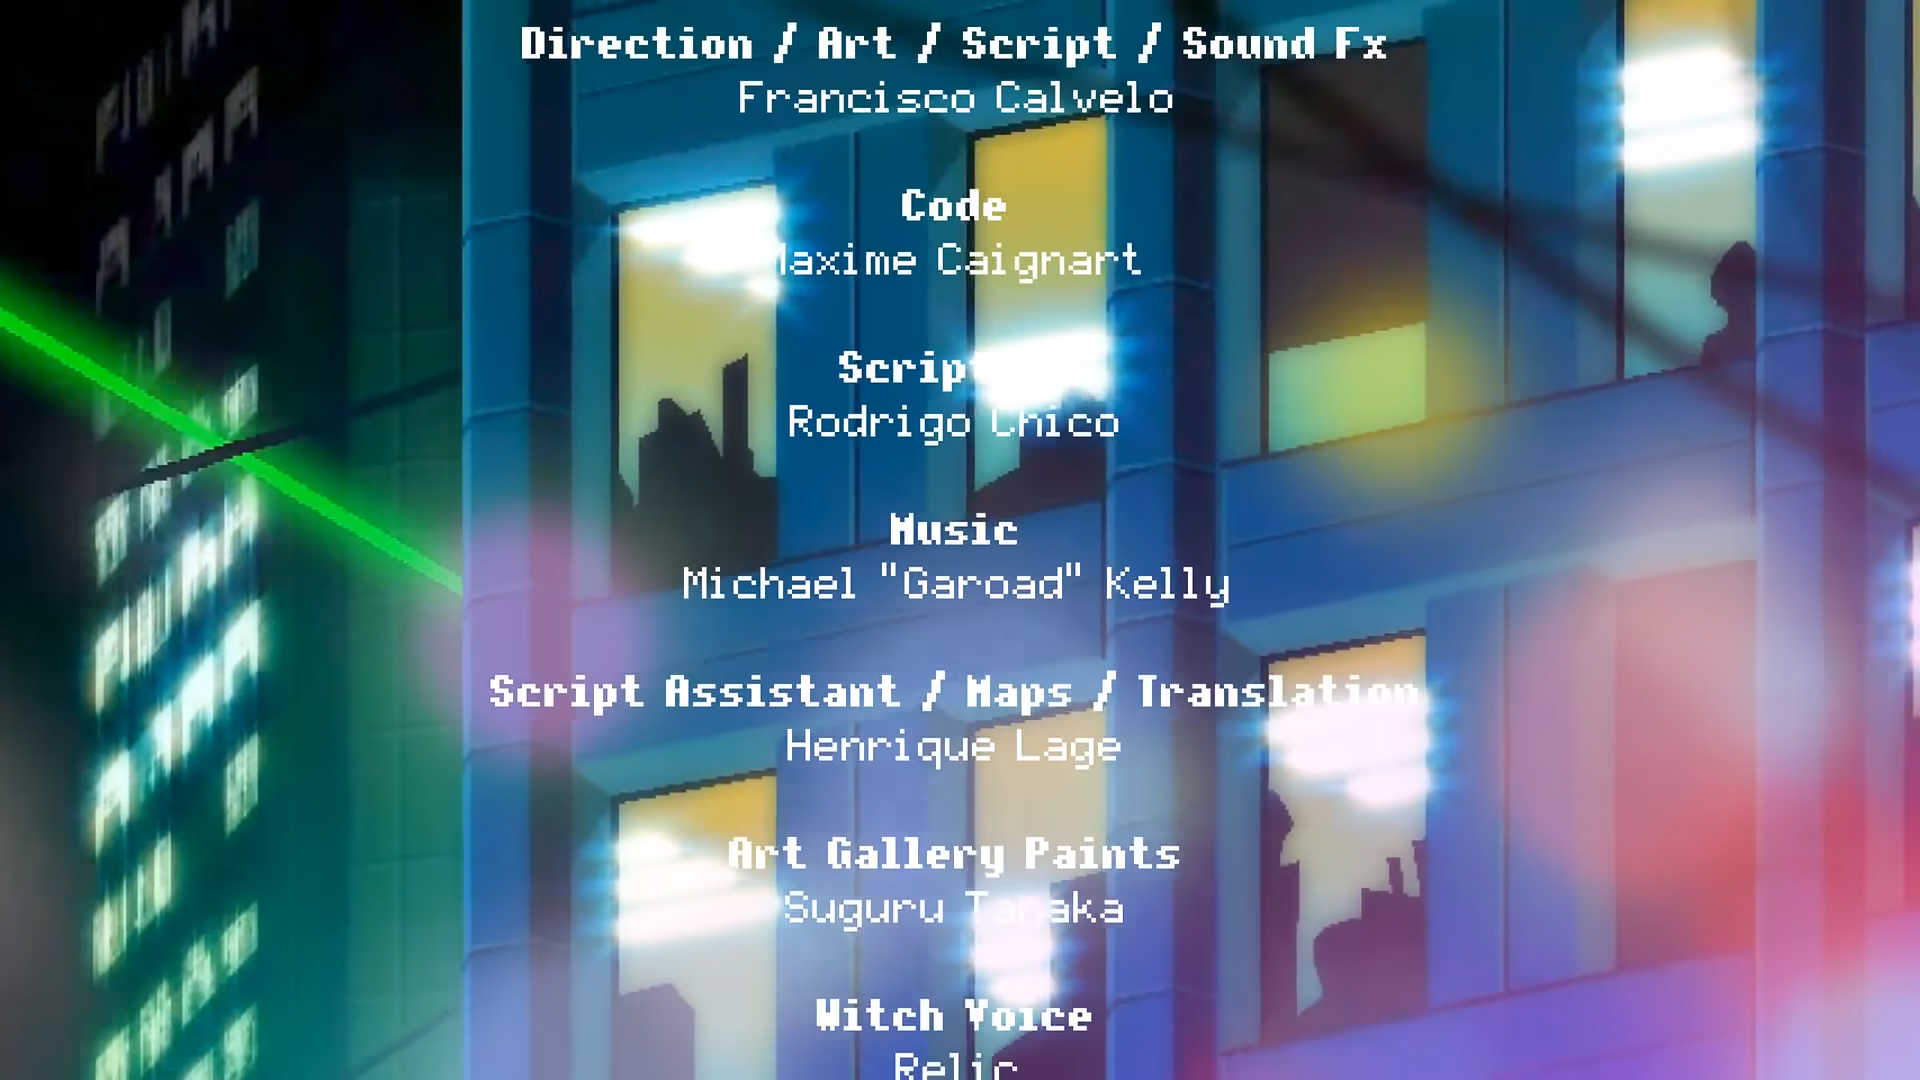 Direction / Art / Script / Sound Fx
Francisco Calvelo
Code
Maxime Caignart
Script
Rodrigo Chico
Music
Michael "Garoad" Kelly
Script Assistant / Maps / Translation
Henrique Lage
Art Gallery Paints
Suguru Tanaka
Witch Voice
Relic